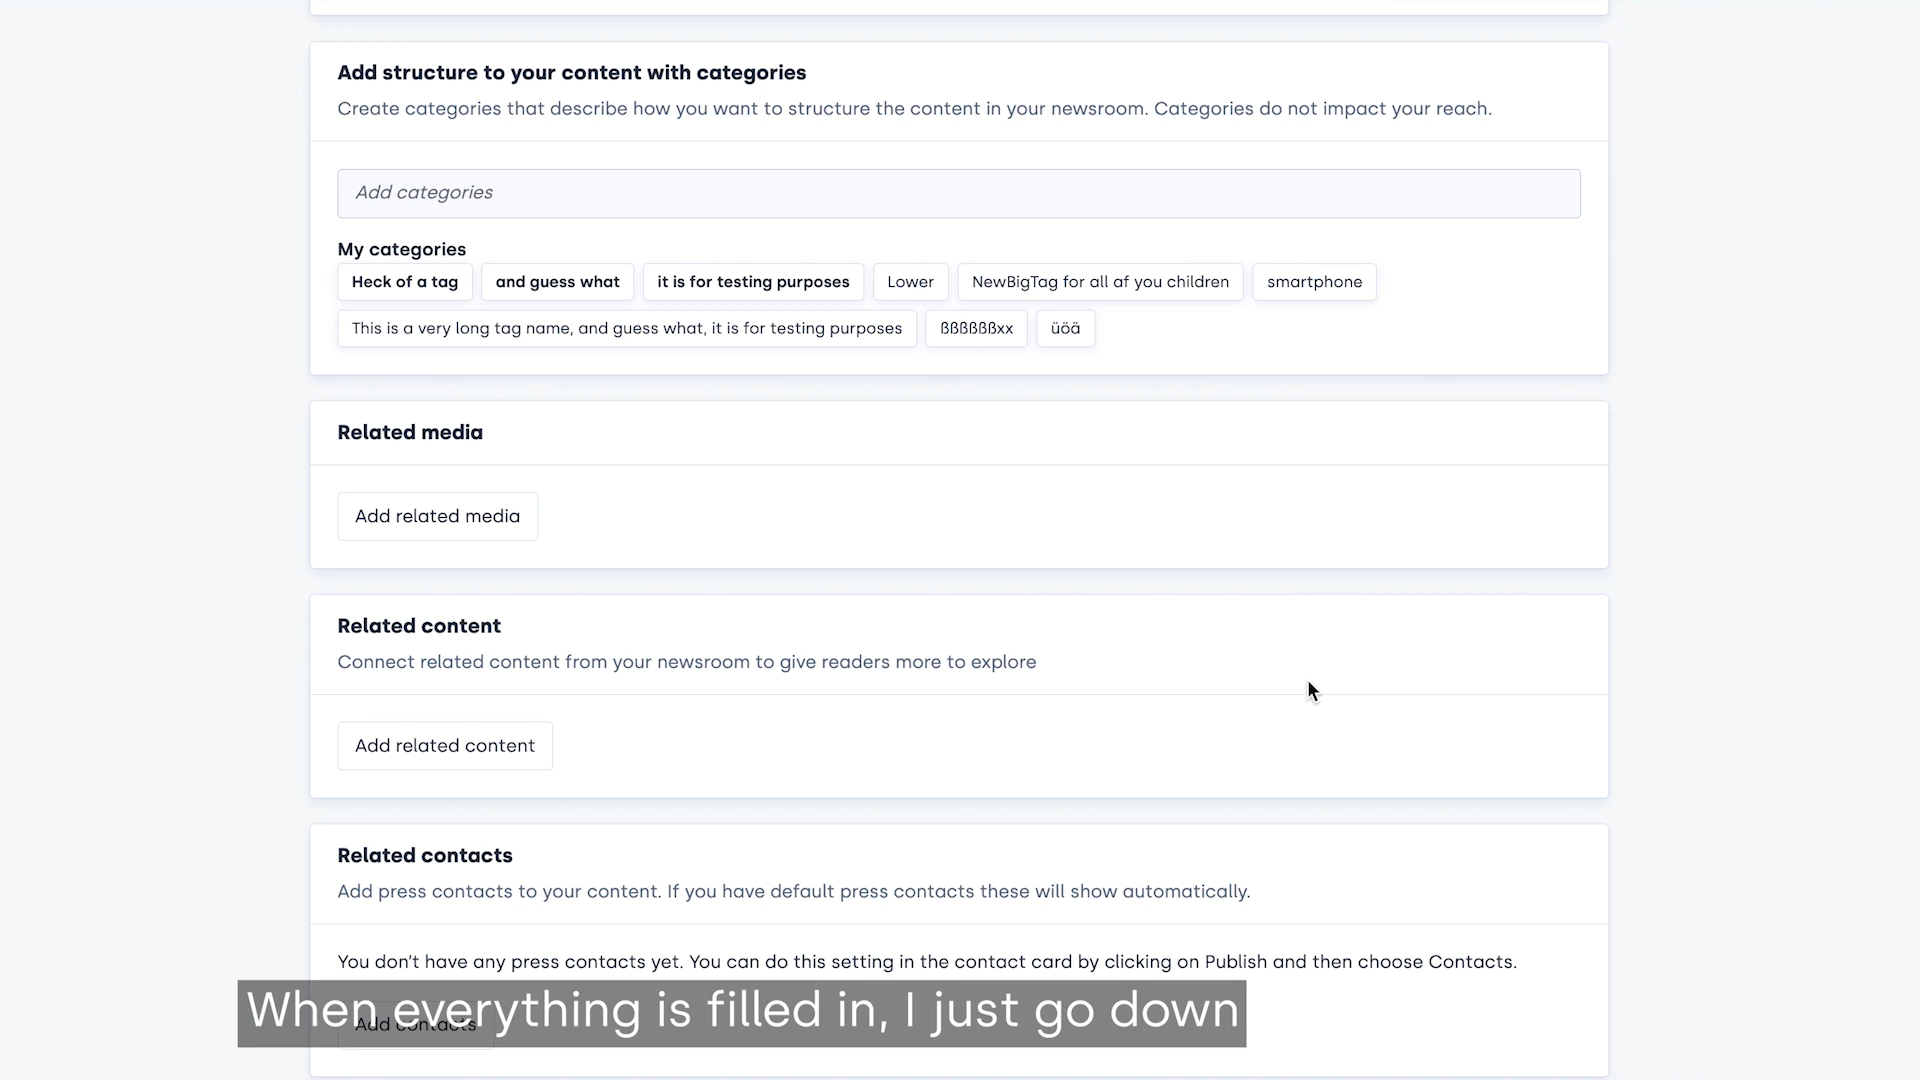 Add structure to your content with categories
Create categories that describe how you want to structure the content in your newsroom. Categories do not impact your reach.
Add categories
My categories
Heck of a tag and guess what it is for testing purposes Lower NewBigTag for all af you children smartphone
This is a very long tag name, and guess what, it is for testing purposes ßßßßßßxx üöä
Related media
Add related media
Related content
Connect related content from your newsroom to give readers more to explore
Add related content
Related contacts
Add press contacts to your content. If you have default press contacts these will show automatically.
You don't have any press contacts yet. You can do this setting in the contact card by clicking on Publish and then choose Contacts.
When everything is filled in, I just go down
Add contacts